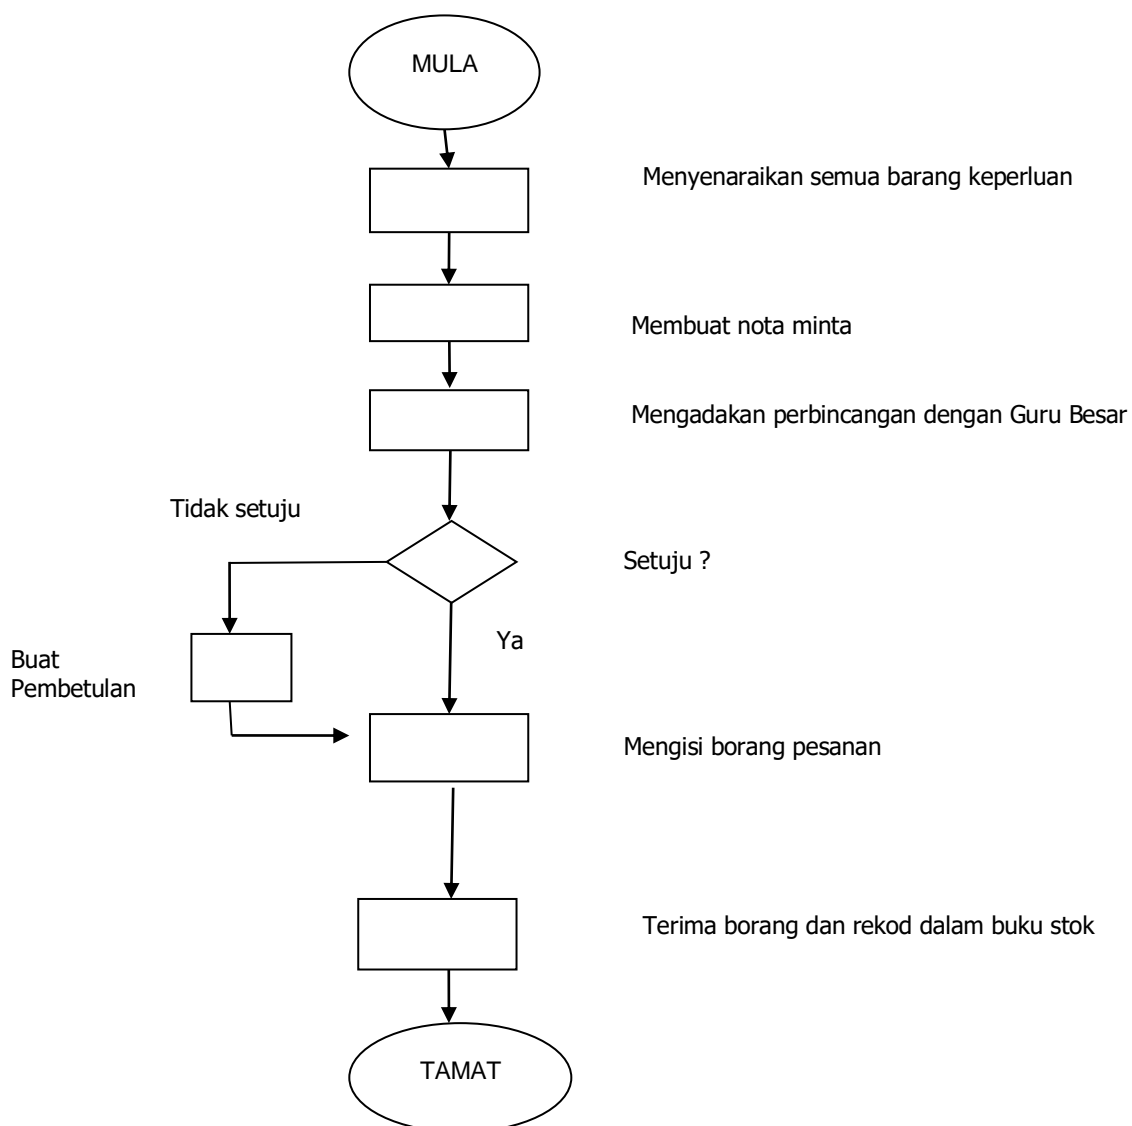 MULA
Menyenaraikan semua barang keperluan
Membuat nota minta
Mengadakan perbincangan dengan Guru Besar
Tidak setuju
Setuju ?
Ya
Buat
Pembetulan
Mengisi borang pesanan
Terima borang dan rekod dalam buku stok
TAMAT